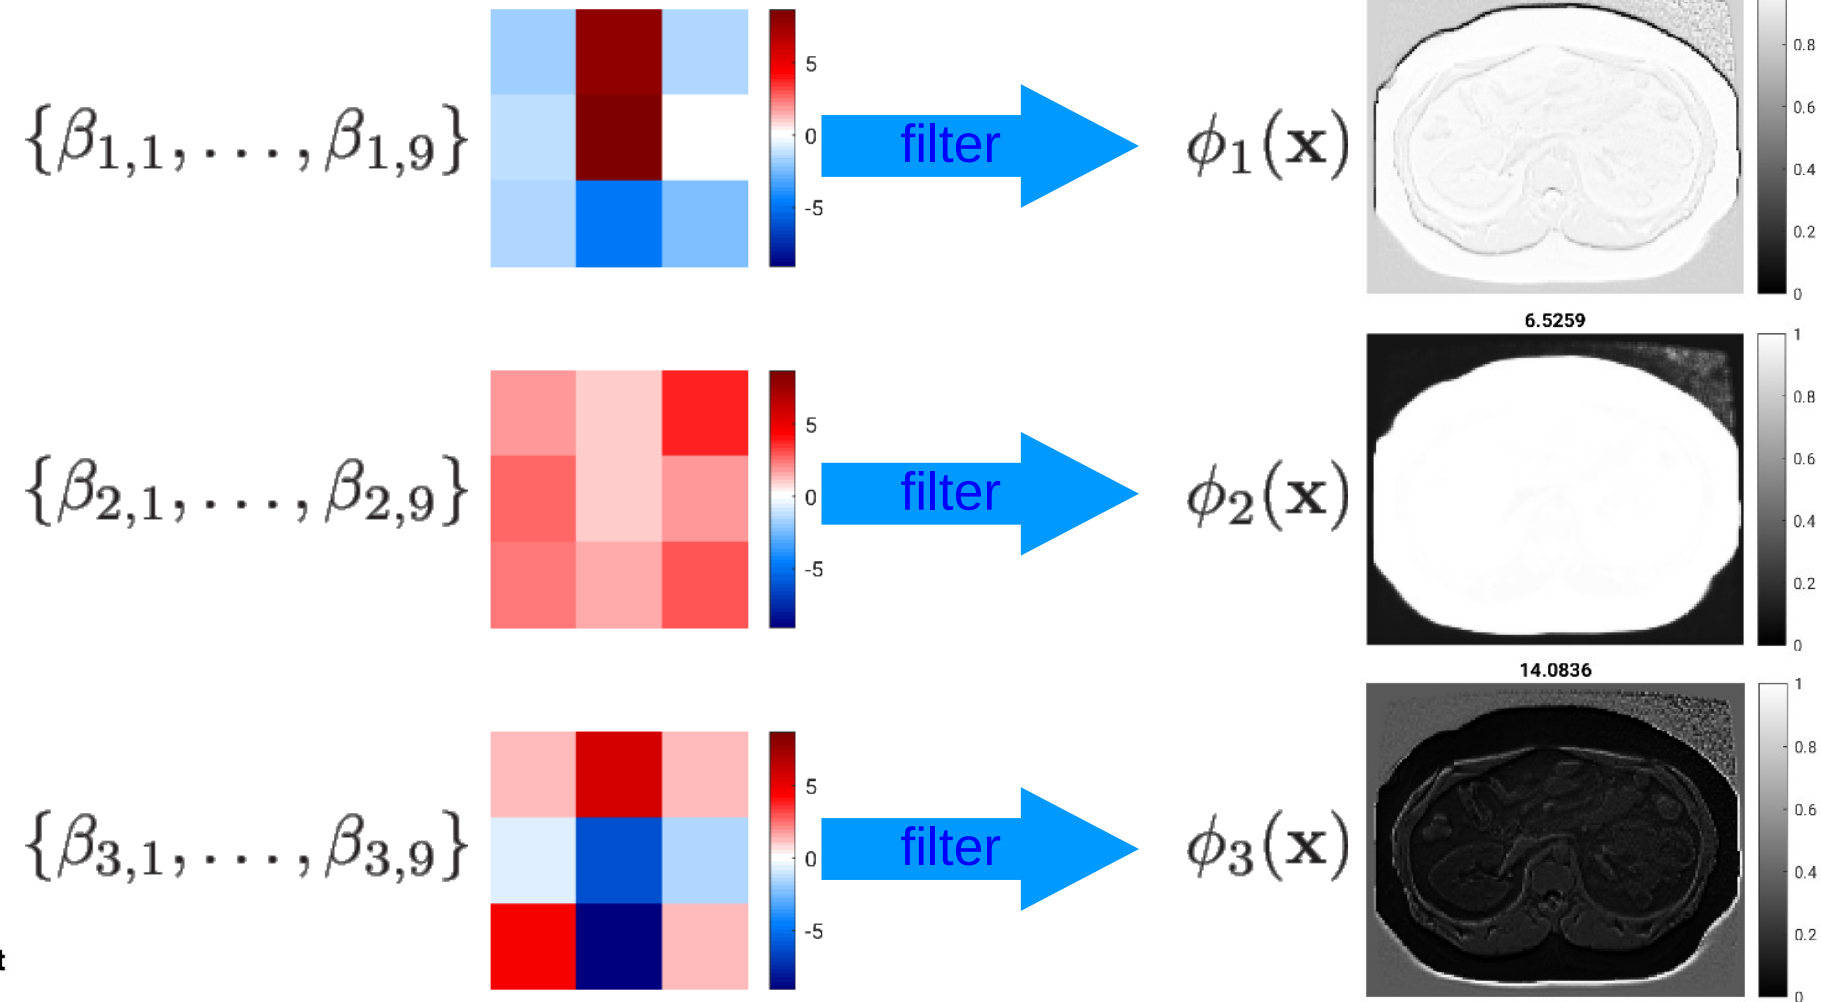 {β1,1, . . . , β1,9}
5
0
-5
filter
ϕ1(x)
0.8
0.6
0.4
0.2
0
6.5259
{β2,1, . . . , β2,9}
5
0
-5
filter
ϕ2(x)
1
0.8
0.6
0.4
0.2
0
14.0836
{β3,1, . . . , β3,9}
5
0
-5
filter
ϕ3(x)
1
0.8
0.6
0.4
0.2
0
t